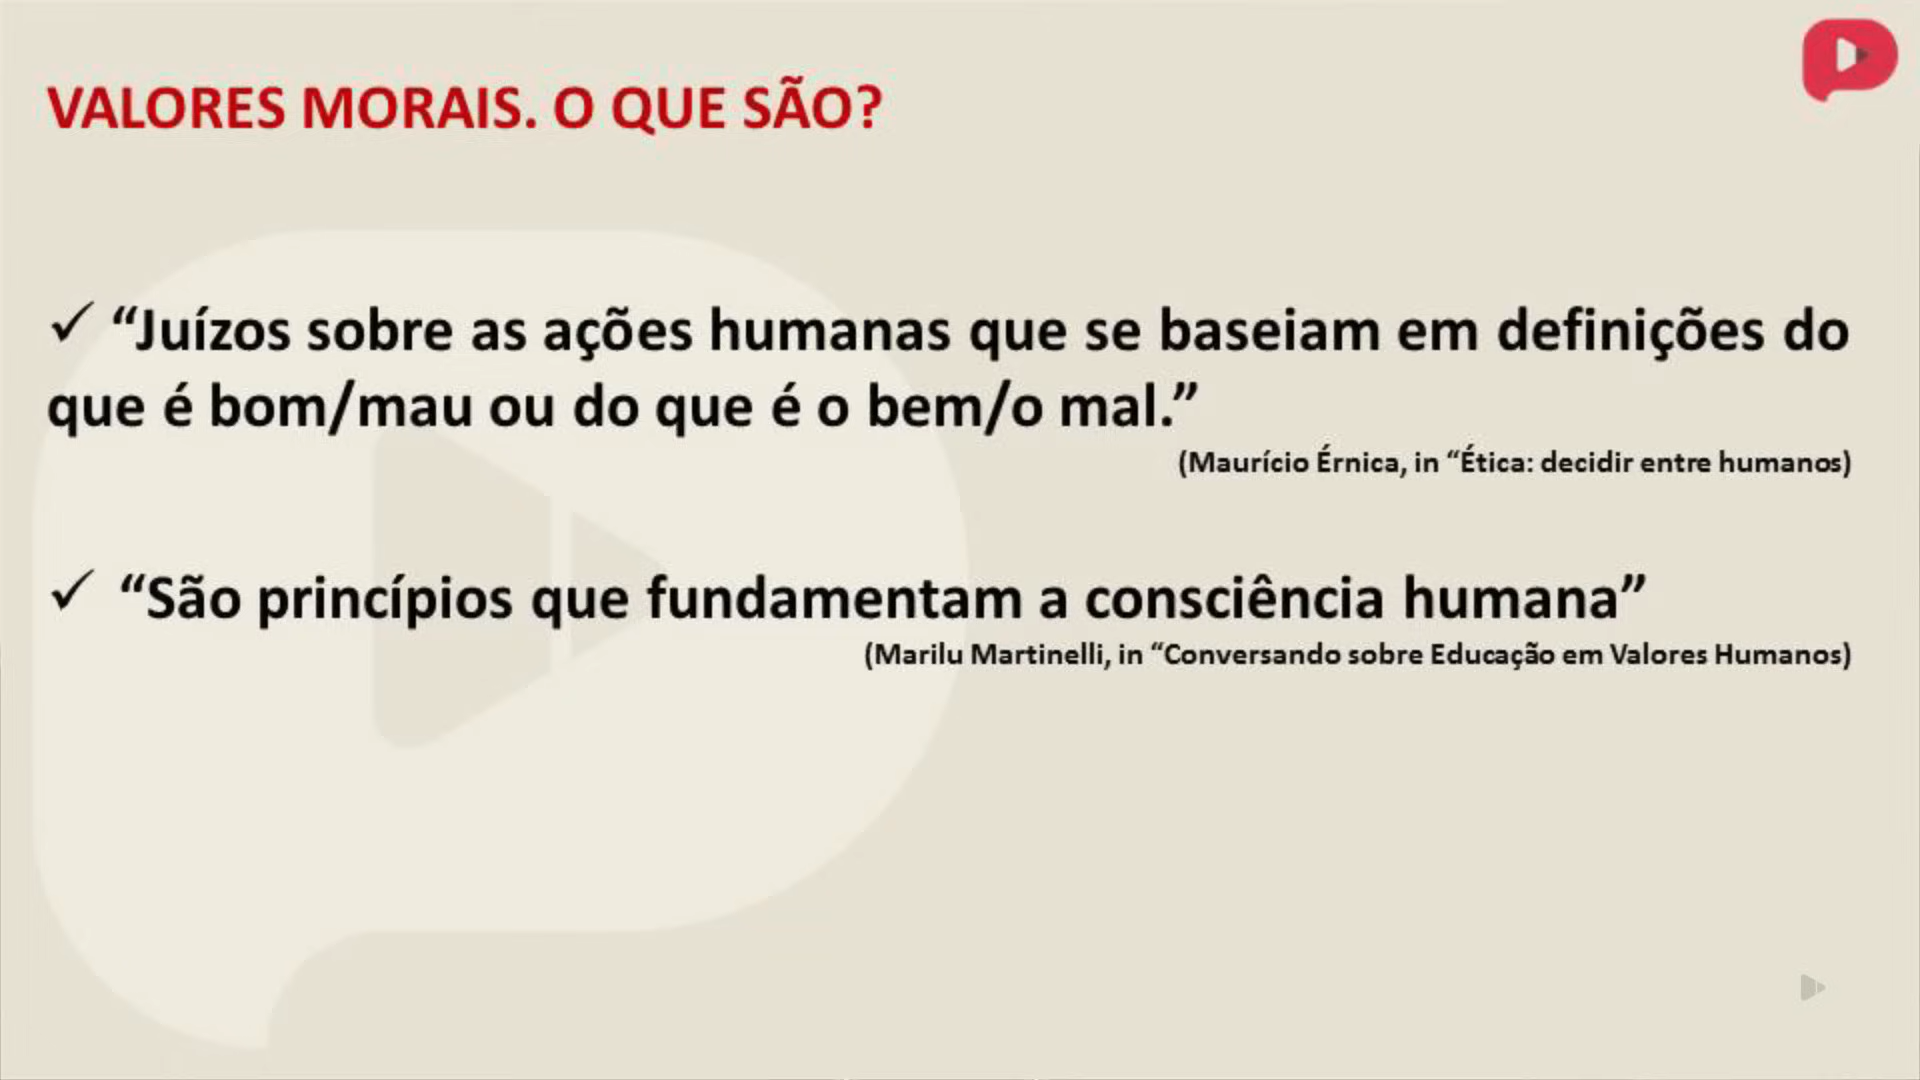 VALORES MORAIS. O QUE SÃO?
✓ “Juízos sobre as ações humanas que se baseiam em definições do
que é bom/mau ou do que é o bem/o mal.”
(Maurício Érnica, in “Ética: decidir entre humanos)
✓ “São princípios que fundamentam a consciência humana”
(Marilu Martinelli, in “Conversando sobre Educação em Valores Humanos)